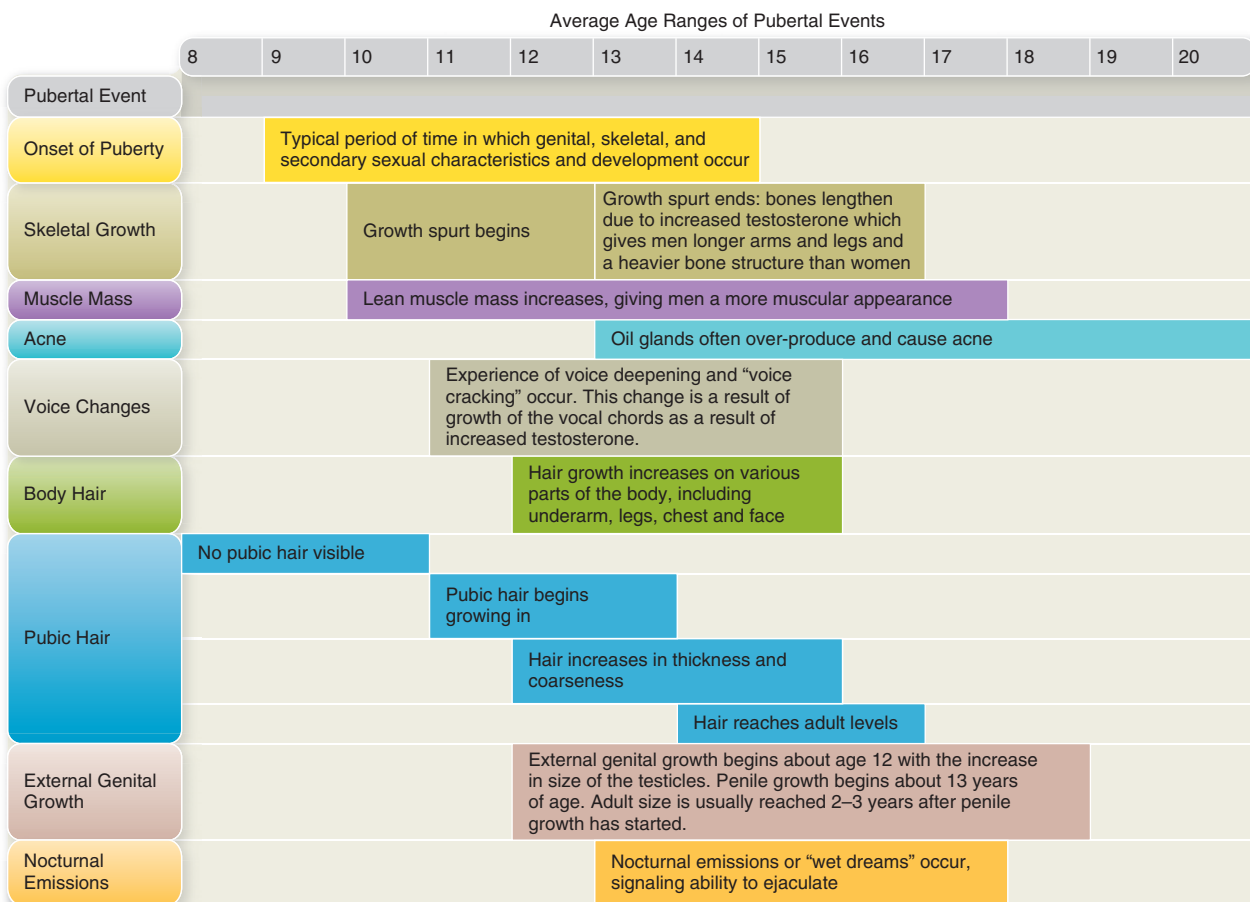 Average Age Ranges of Pubertal Events
8 9 10 11 12 13 14 15 16 17 18 19 20
Pubertal Event
Onset of Puberty
Typical period of time in which genital, skeletal, and
secondary sexual characteristics and development occur
Skeletal Growth
Growth spurt begins
Growth spurt ends: bones lengthen
due to increased testosterone which
gives men longer arms and legs and
a heavier bone structure than women
Muscle Mass
Lean muscle mass increases, giving men a more muscular appearance
Acne
Oil glands often over-produce and cause acne
Voice Changes
Experience of voice deepening and “voice
cracking” occur. This change is a result of
growth of the vocal chords as a result of
increased testosterone.
Body Hair
Hair growth increases on various
parts of the body, including
underarm, legs, chest and face
Pubic Hair
No pubic hair visible
Pubic hair begins
growing in
Hair increases in thickness and
coarseness
Hair reaches adult levels
External Genital
Growth
External genital growth begins about age 12 with the increase
in size of the testicles. Penile growth begins about 13 years
of age. Adult size is usually reached 2–3 years after penile
growth has started.
Nocturnal
Emissions
Nocturnal emissions or “wet dreams” occur,
signaling ability to ejaculate